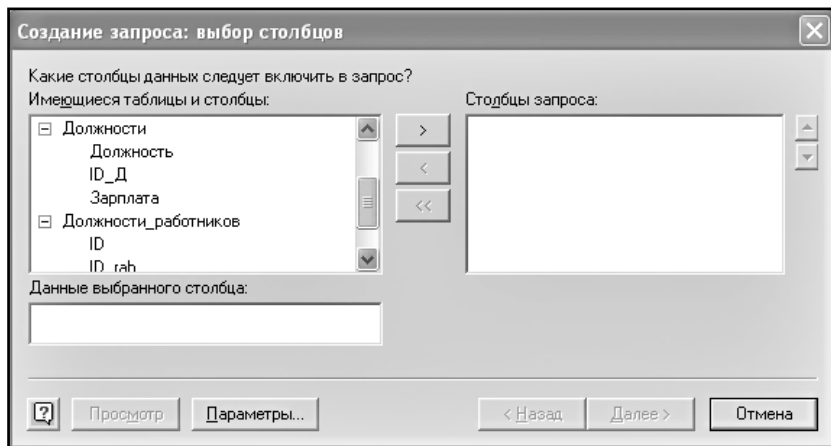 Создание запроса: выбор столбцов
Какие столбцы данных следует включить в запрос?
Имеющиеся таблицы и столбцы:
Столбцы запроса:
Должности
Должность
ID_Д
Зарплата
Должности_работников
ID
ID_rab
>
<
<<
Данные выбранного столбца:
Просмотр
Параметры...
< Назад
Далее >
Отмена